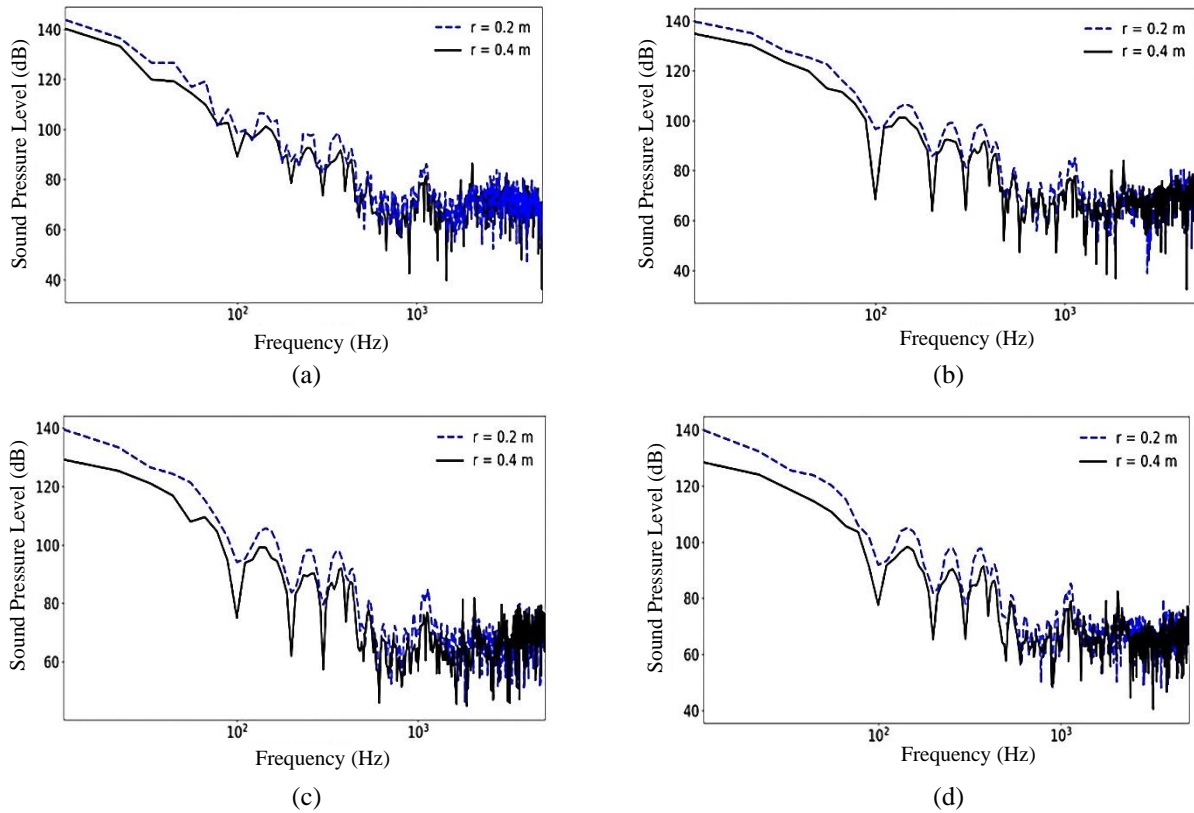 140
120
100
80
60
40
Sound Pressure Level (dB)
r = 0.2 m
r = 0.4 m
10²
10³
Frequency (Hz)
(a)
140
120
100
80
60
40
Sound Pressure Level (dB)
r = 0.2 m
r = 0.4 m
10²
10³
Frequency (Hz)
(b)
140
120
100
80
60
Sound Pressure Level (dB)
r = 0.2 m
r = 0.4 m
10²
10³
Frequency (Hz)
(c)
140
120
100
80
60
40
Sound Pressure Level (dB)
r = 0.2 m
r = 0.4 m
10²
10³
Frequency (Hz)
(d)